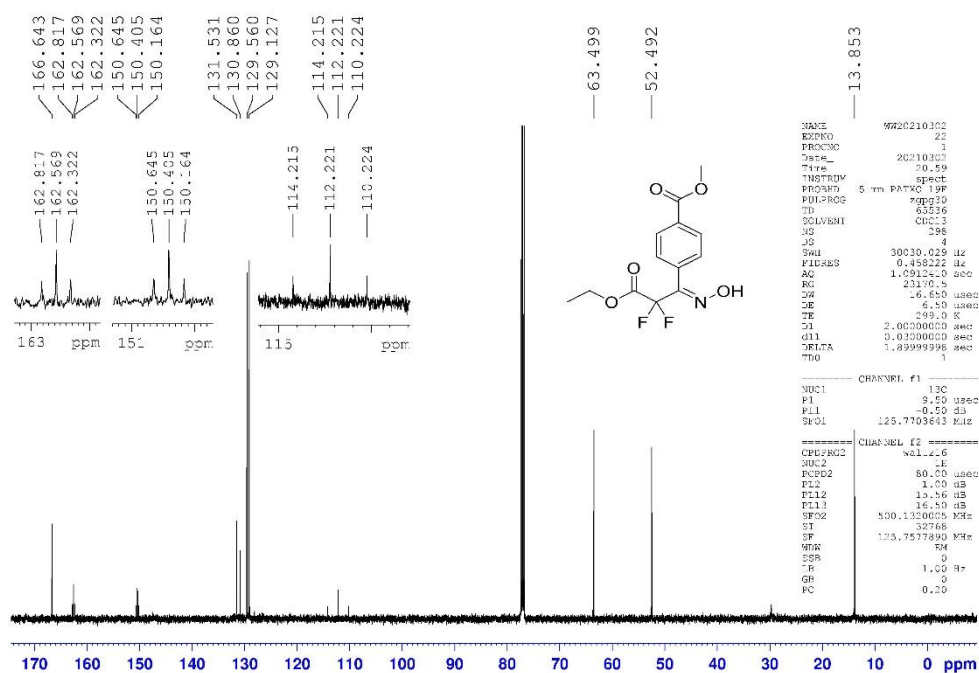 166.643
162.817
162.569
162.322
150.645
150.405
150.164
131.531
130.860
129.560
129.127
114.215
112.221
110.224
63.499
52.492
13.853
162.817
162.569
162.322
150.645
150.405
150.164
114.215
112.221
110.224
163 ppm
151 ppm
115 ppm
O O
O
O
N OH
F F
NAME WW20210302
EXPNO 22
PROCNO 1
Date_ 20210302
Time 20.59
INSTRUM spect
PROBHD 5 mm PATXO 19F
PULPROG zgpg30
TD 65536
SOLVENT CDCl3
NS 298
DS 4
SWH 30030.029 Hz
FIDRES 0.458222 Hz
AQ 1.0912410 sec
RG 23170.5
DW 16.650 usec
DE 6.50 usec
TE 299.0 K
D1 2.00000000 sec
d11 0.03000000 sec
DELTA 1.89999998 sec
TD0 1
CHANNEL f1
NUC1 13C
P1 9.50 usec
PL1 -0.50 dB
SFO1 125.7703643 MHz
CHANNEL f2
CPDPRG2 waltz16
NUC2 1H
PCPD2 80.00 usec
PL2 1.00 dB
PL12 15.56 dB
PL13 16.50 dB
SFO2 500.1320005 MHz
SI 32768
SF 125.7577890 MHz
WDW EM
SSB 0
LB 1.00 Hz
GB 0
PC 0.20
170 160 150 140 130 120 110 100 90 80 70 60 50 40 30 20 10 0 ppm